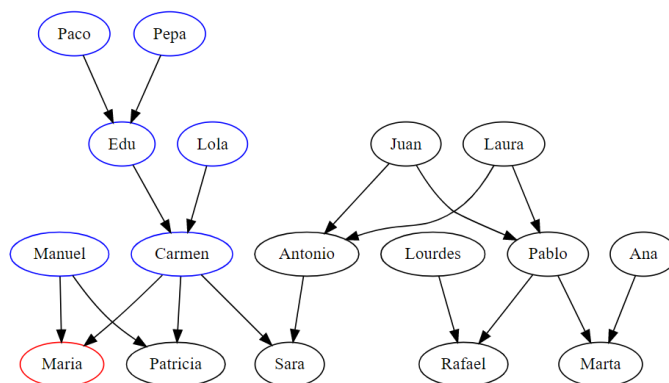 Paco
Pepa
Edu
Lola
Juan
Laura
Manuel
Carmen
Antonio
Lourdes
Pablo
Ana
Maria
Patricia
Sara
Rafael
Marta